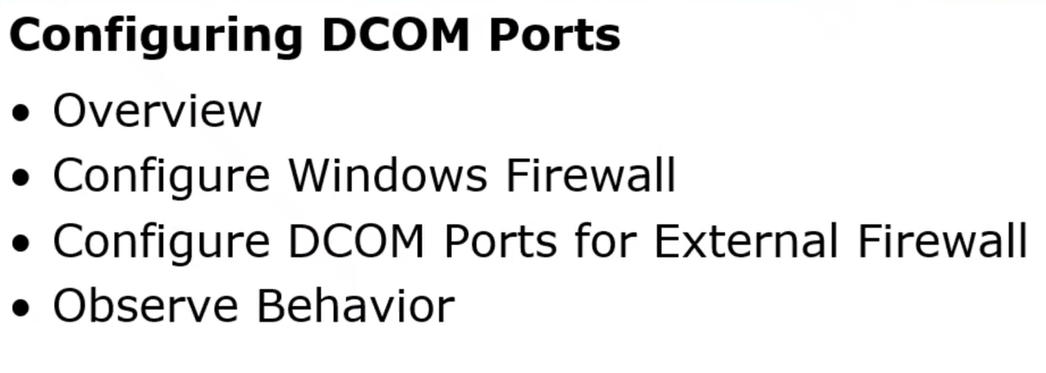 Configuring DCOM Ports
• Overview
• Configure Windows Firewall
• Configure DCOM Ports for External Firewall
• Observe Behavior